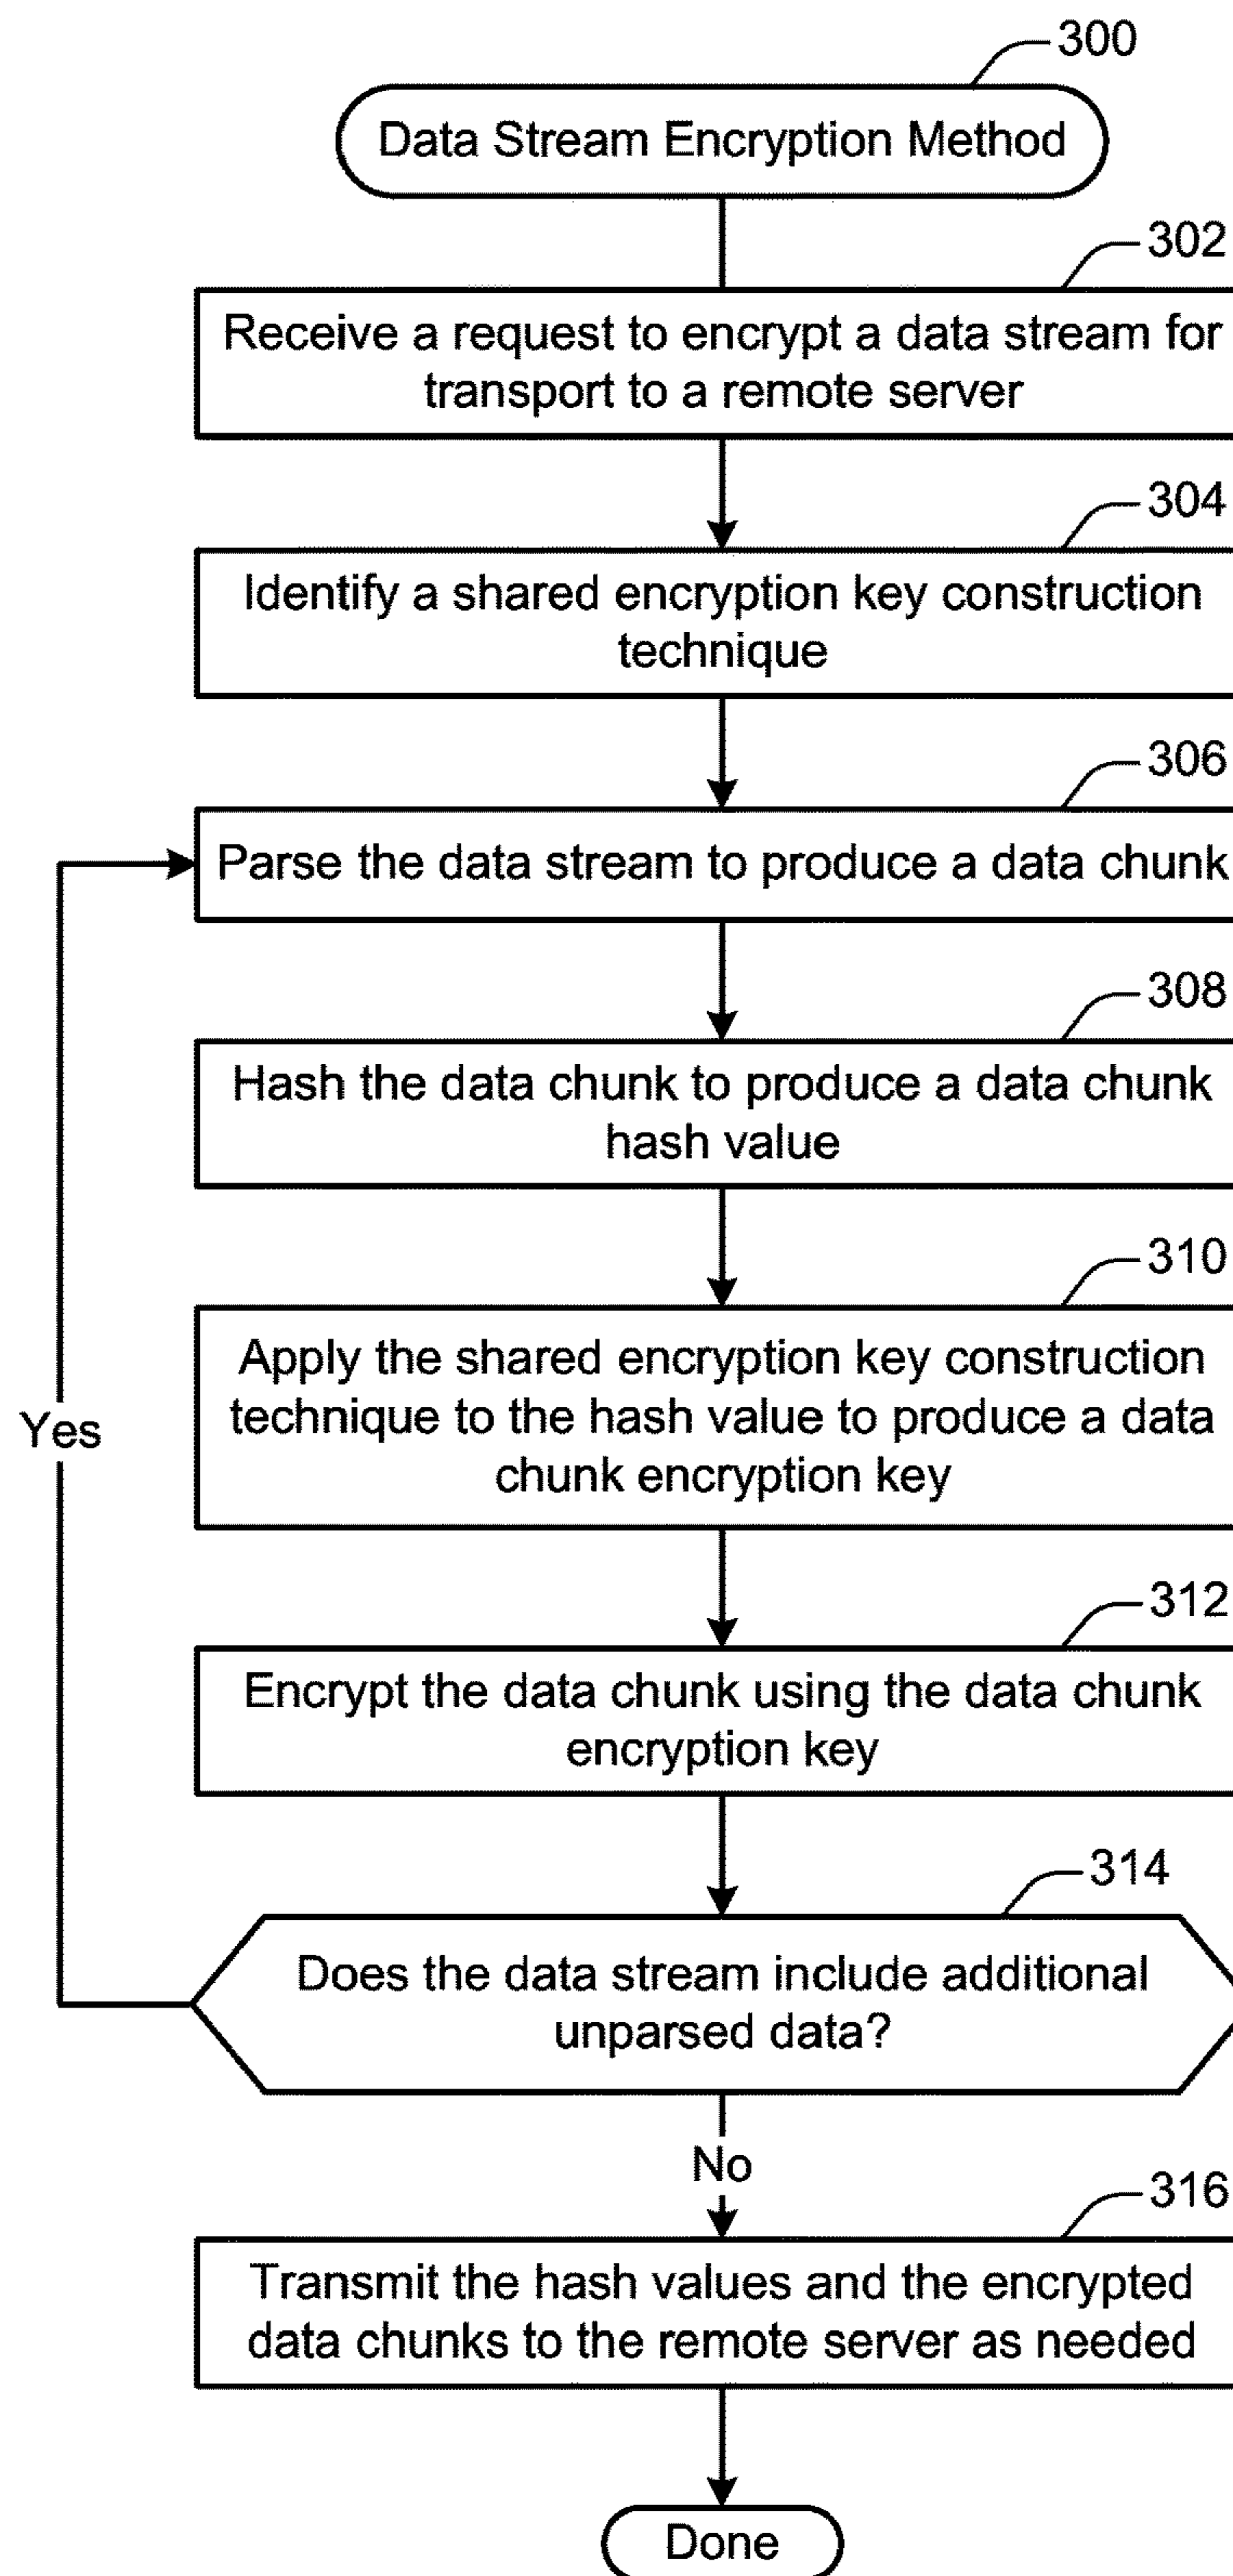 300
Data Stream Encryption Method
302
Receive a request to encrypt a data stream for
transport to a remote server
304
Identify a shared encryption key construction
technique
306
Parse the data stream to produce a data chunk
308
Hash the data chunk to produce a data chunk
hash value
310
Apply the shared encryption key construction
technique to the hash value to produce a data
chunk encryption key
Yes
312
Encrypt the data chunk using the data chunk
encryption key
314
Does the data stream include additional
unparsed data?
No
316
Transmit the hash values and the encrypted
data chunks to the remote server as needed
Done